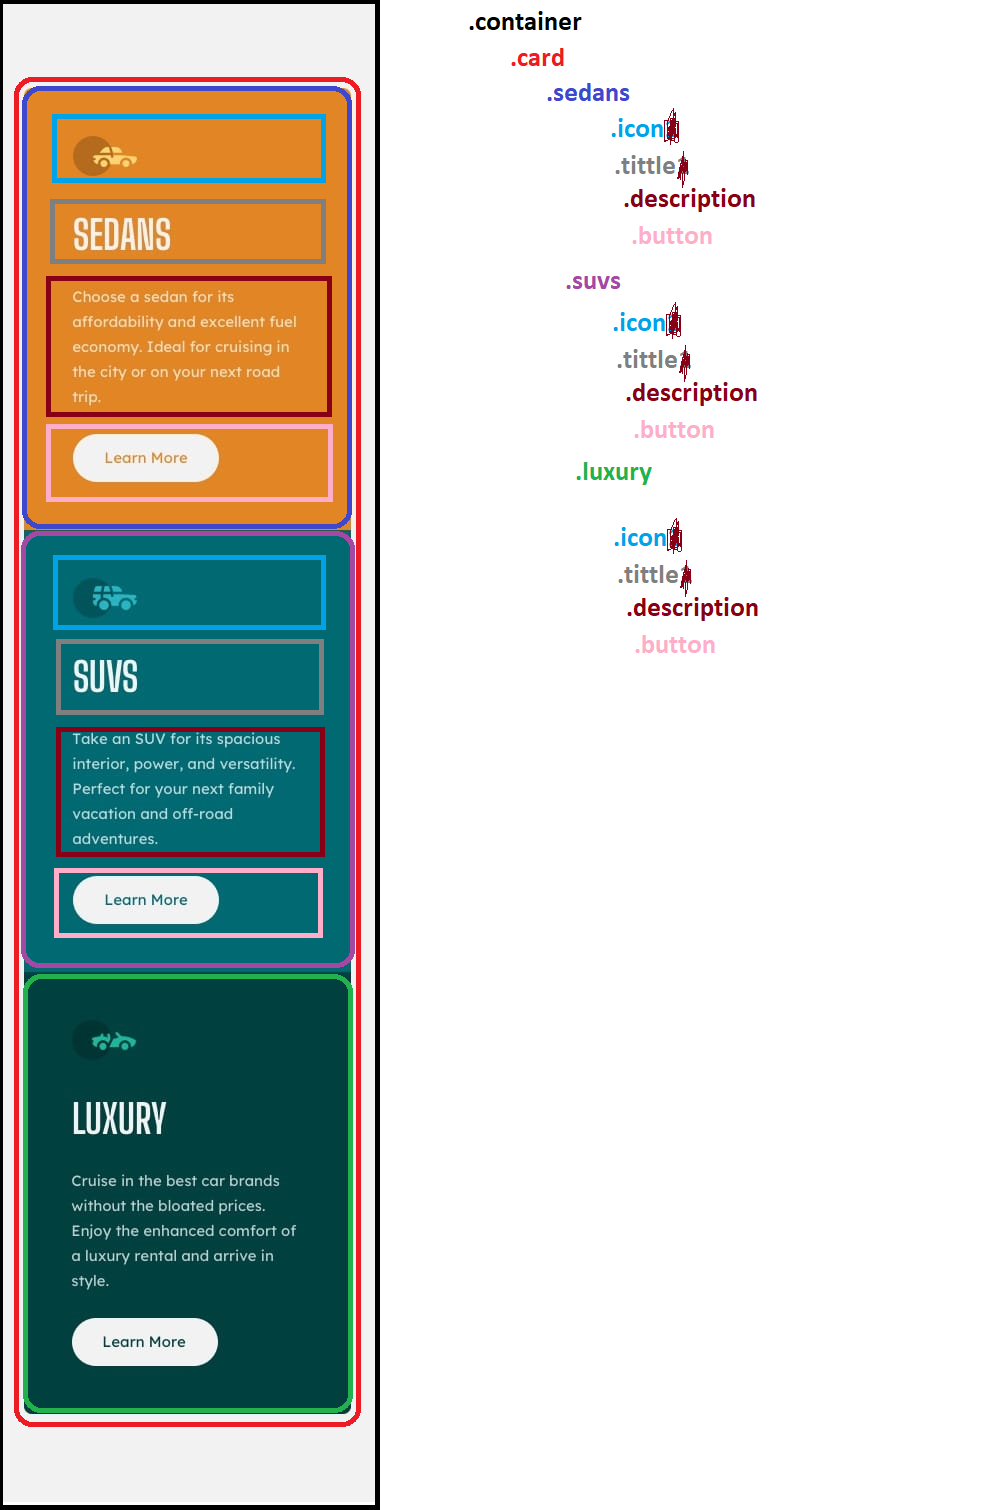 .container
.card
.sedans
.icon
.tittle
.description
.button
.suvs
.icon
.tittle
.description
.button
.luxury
.icon
.tittle
.description
.button
SEDANS
Choose a sedan for its
affordability and excellent fuel
economy. Ideal for cruising in
the city or on your next road
trip.
Learn More
SUVS
Take an SUV for its spacious
interior, power, and versatility.
Perfect for your next family
vacation and off-road
adventures.
Learn More
LUXURY
Cruise in the best car brands
without the bloated prices.
Enjoy the enhanced comfort of
a luxury rental and arrive in
style.
Learn More